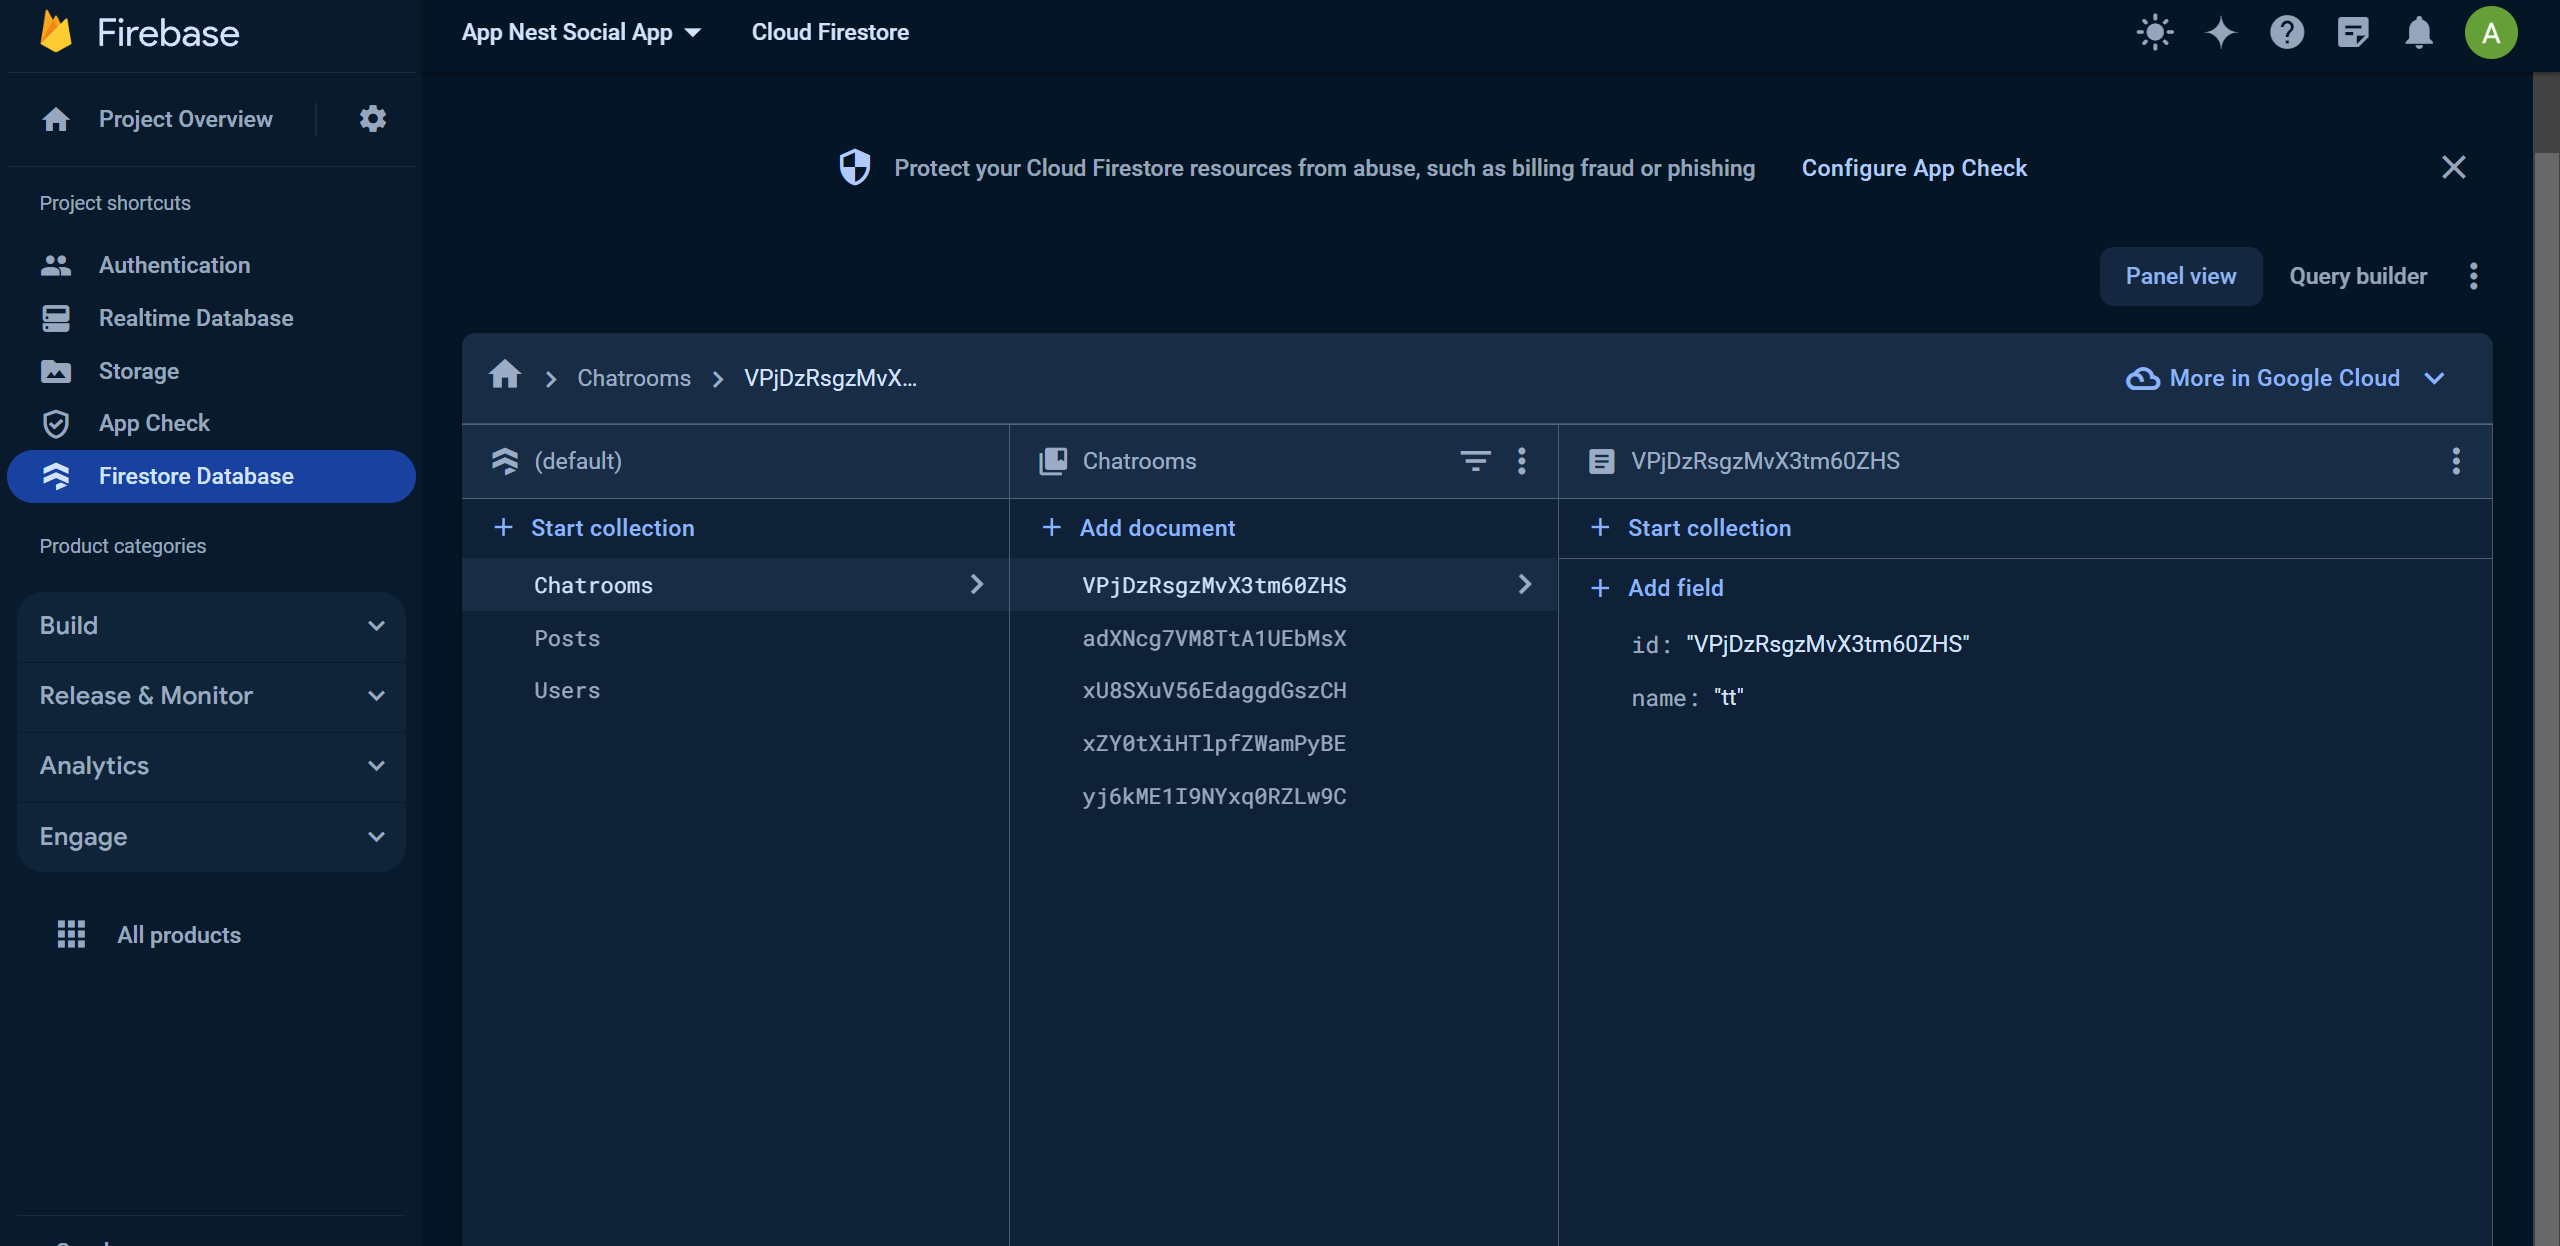 Firebase
App Nest Social App
Cloud Firestore
A
Project Overview
Project shortcuts
Authentication
Realtime Database
Storage
App Check
Firestore Database
Product categories
Build
Release & Monitor
Analytics
Engage
All products
Protect your Cloud Firestore resources from abuse, such as billing fraud or phishing
Configure App Check
Panel view
Query builder
Chatrooms
VPjDzRsgzMvX...
More in Google Cloud
(default)
Start collection
Chatrooms
Posts
Users
Chatrooms
Add document
VPjDzRsgzMvX3tm60ZHS
adXNcg7VM8TtA1UEbMsX
xU8SXuV56EdaggdGszCH
xZY0tXiHTlpfZWamPyBE
yj6kME1I9NYxq0RZLw9C
VPjDzRsgzMvX3tm60ZHS
Start collection
Add field
id: "VPjDzRsgzMvX3tm60ZHS"
name: "tt"